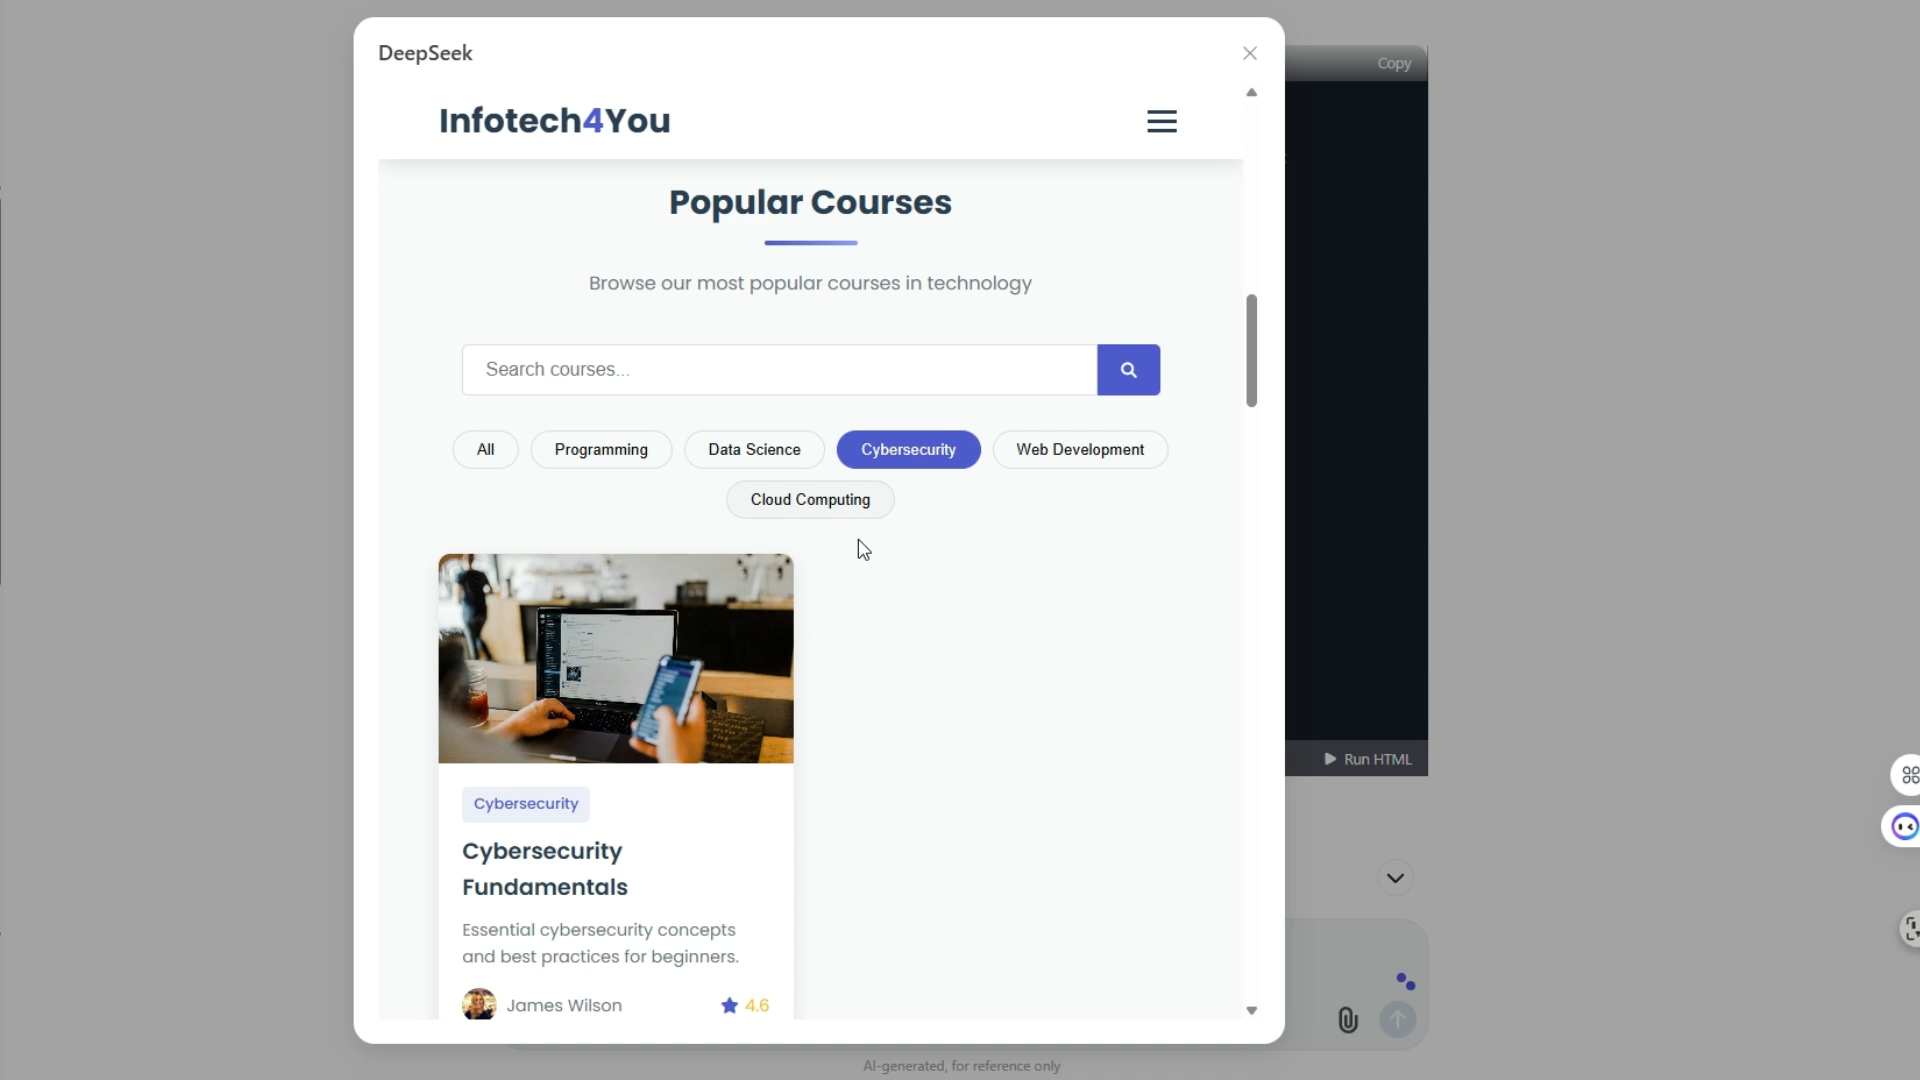 DeepSeek
Copy
Infotech4You
Popular Courses
Browse our most popular courses in technology
Search courses...
All
Programming
Data Science
Cybersecurity
Web Development
Cloud Computing
Cybersecurity
Cybersecurity
Fundamentals
Essential cybersecurity concepts
and best practices for beginners.
James Wilson
4.6
Run HTML
AI-generated, for reference only